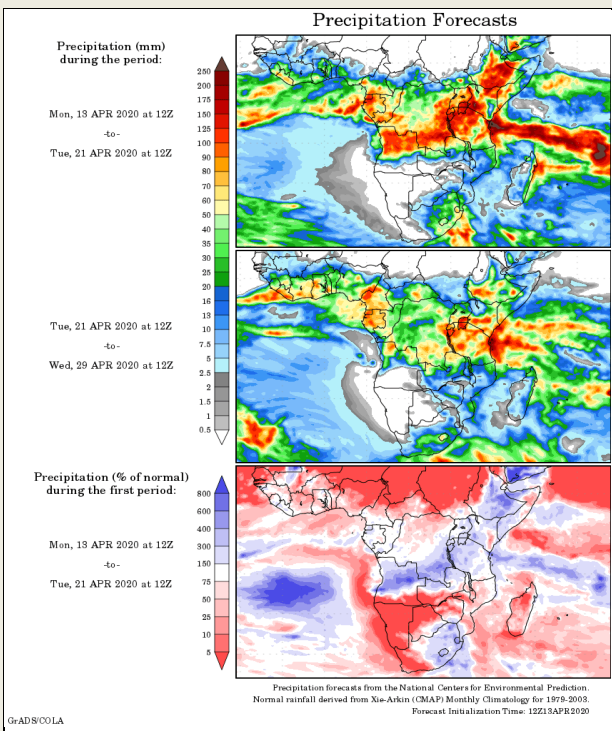 Precipitation Forecasts
Precipitation (mm)
during the period:
Mon, 13 APR 2020 at 12Z
-to-
Tue, 21 APR 2020 at 12Z
250
200
175
150
125
100
90
80
70
60
50
40
35
30
25
20
16
13
10
7.5
5
2.5
2
1.5
1
0.5
Tue, 21 APR 2020 at 12Z
-to-
Wed, 29 APR 2020 at 12Z
Precipitation (% of normal)
during the first period:
Mon, 13 APR 2020 at 12Z
-to-
Tue, 21 APR 2020 at 12Z
800
600
400
300
150
75
50
25
10
5
Precipitation forecasts from the National Centers for Environmental Prediction.
Normal rainfall derived from Xie-Arkin (CMAP) Monthly Climatology for 1979-2003.
Forecast Initialization Time: 12Z13APR2020
GrADS/COLA